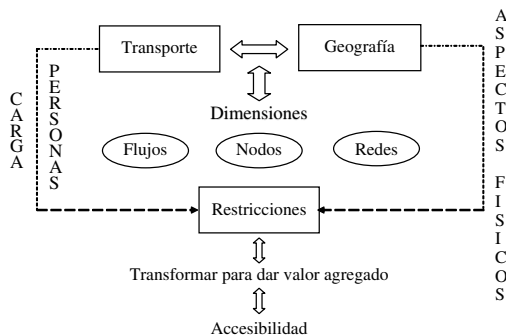 Transporte
Geografía
Dimensiones
Flujos
Nodos
Redes
Restricciones
Transformar para dar valor agregado
Accesibilidad
CARGA
PERSONAS
ASPECTOS FISICOS